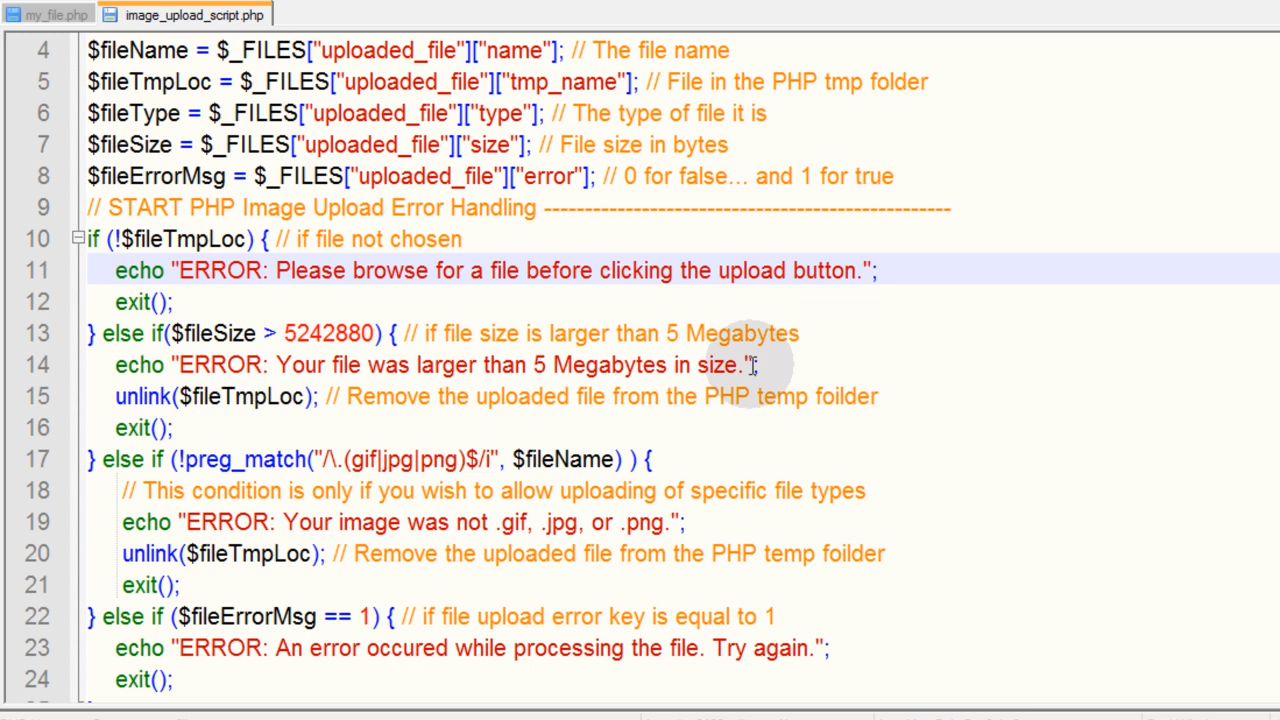 my_file.php image_upload_script.php
4 $fileName = $_FILES["uploaded_file"]["name"]; // The file name
5 $fileTmpLoc = $_FILES["uploaded_file"]["tmp_name"]; // File in the PHP tmp folder
6 $fileType = $_FILES["uploaded_file"]["type"]; // The type of file it is
7 $fileSize = $_FILES["uploaded_file"]["size"]; // File size in bytes
8 $fileErrorMsg = $_FILES["uploaded_file"]["error"]; // 0 for false... and 1 for true
9 // START PHP Image Upload Error Handling --------------------------------------------------
10 if (!$fileTmpLoc) { // if file not chosen
11 echo "ERROR: Please browse for a file before clicking the upload button.";
12 exit();
13 } else if($fileSize > 5242880) { // if file size is larger than 5 Megabytes
14 echo "ERROR: Your file was larger than 5 Megabytes in size.";
15 unlink($fileTmpLoc); // Remove the uploaded file from the PHP temp foilder
16 exit();
17 } else if (!preg_match("/\.(gif|jpg|png)$/i", $fileName) ) {
18 // This condition is only if you wish to allow uploading of specific file types
19 echo "ERROR: Your image was not .gif, .jpg, or .png.";
20 unlink($fileTmpLoc); // Remove the uploaded file from the PHP temp foilder
21 exit();
22 } else if ($fileErrorMsg == 1) { // if file upload error key is equal to 1
23 echo "ERROR: An error occured while processing the file. Try again.";
24 exit();